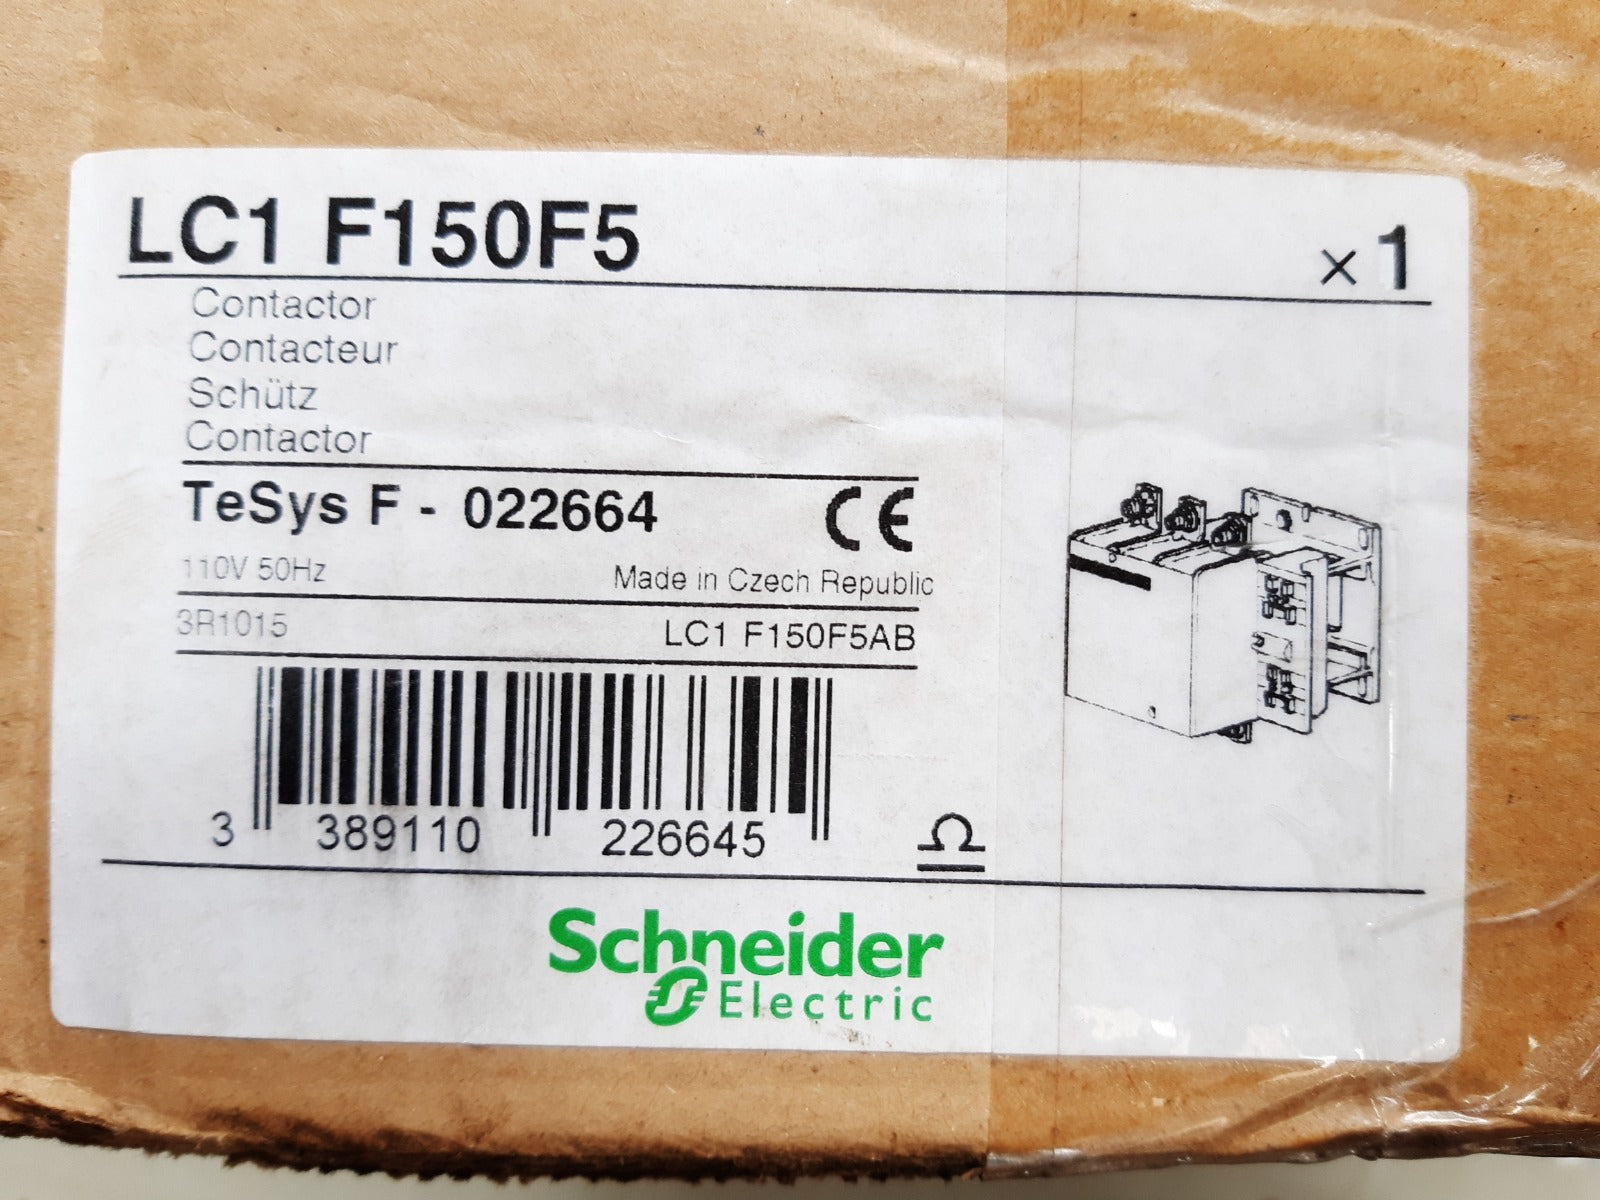 LC1 F150F5 × 1
Contactor
Contacteur
Schütz
Contactor
TeSys F - 022664 CE
110V 50Hz Made in Czech Republic
3R1015 LC1 F150F5AB
3 389110 226645
Schneider
Electric